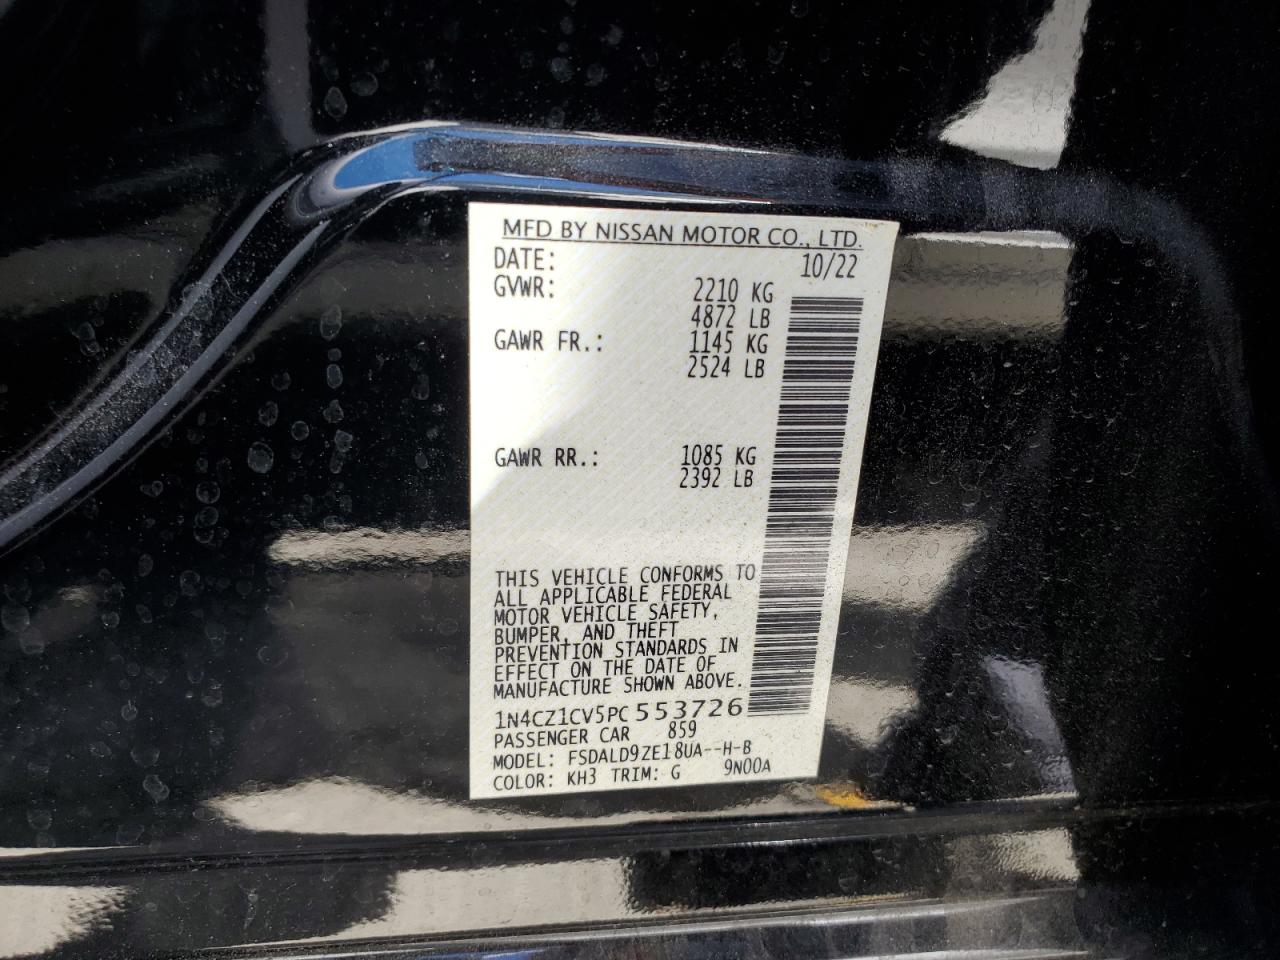 MFD BY NISSAN MOTOR CO., LTD.
DATE: 10/22
GVWR: 2210 KG
4872 LB
GAWR FR.: 1145 KG
2524 LB
GAWR RR.: 1085 KG
2392 LB
THIS VEHICLE CONFORMS TO
ALL APPLICABLE FEDERAL
MOTOR VEHICLE SAFETY,
BUMPER, AND THEFT
PREVENTION STANDARDS IN
EFFECT ON THE DATE OF
MANUFACTURE SHOWN ABOVE.
1N4CZ1CV5PC553726
PASSENGER CAR 859
MODEL: FSDALD9ZE18UA--H-B
COLOR: KH3 TRIM: G 9N00A